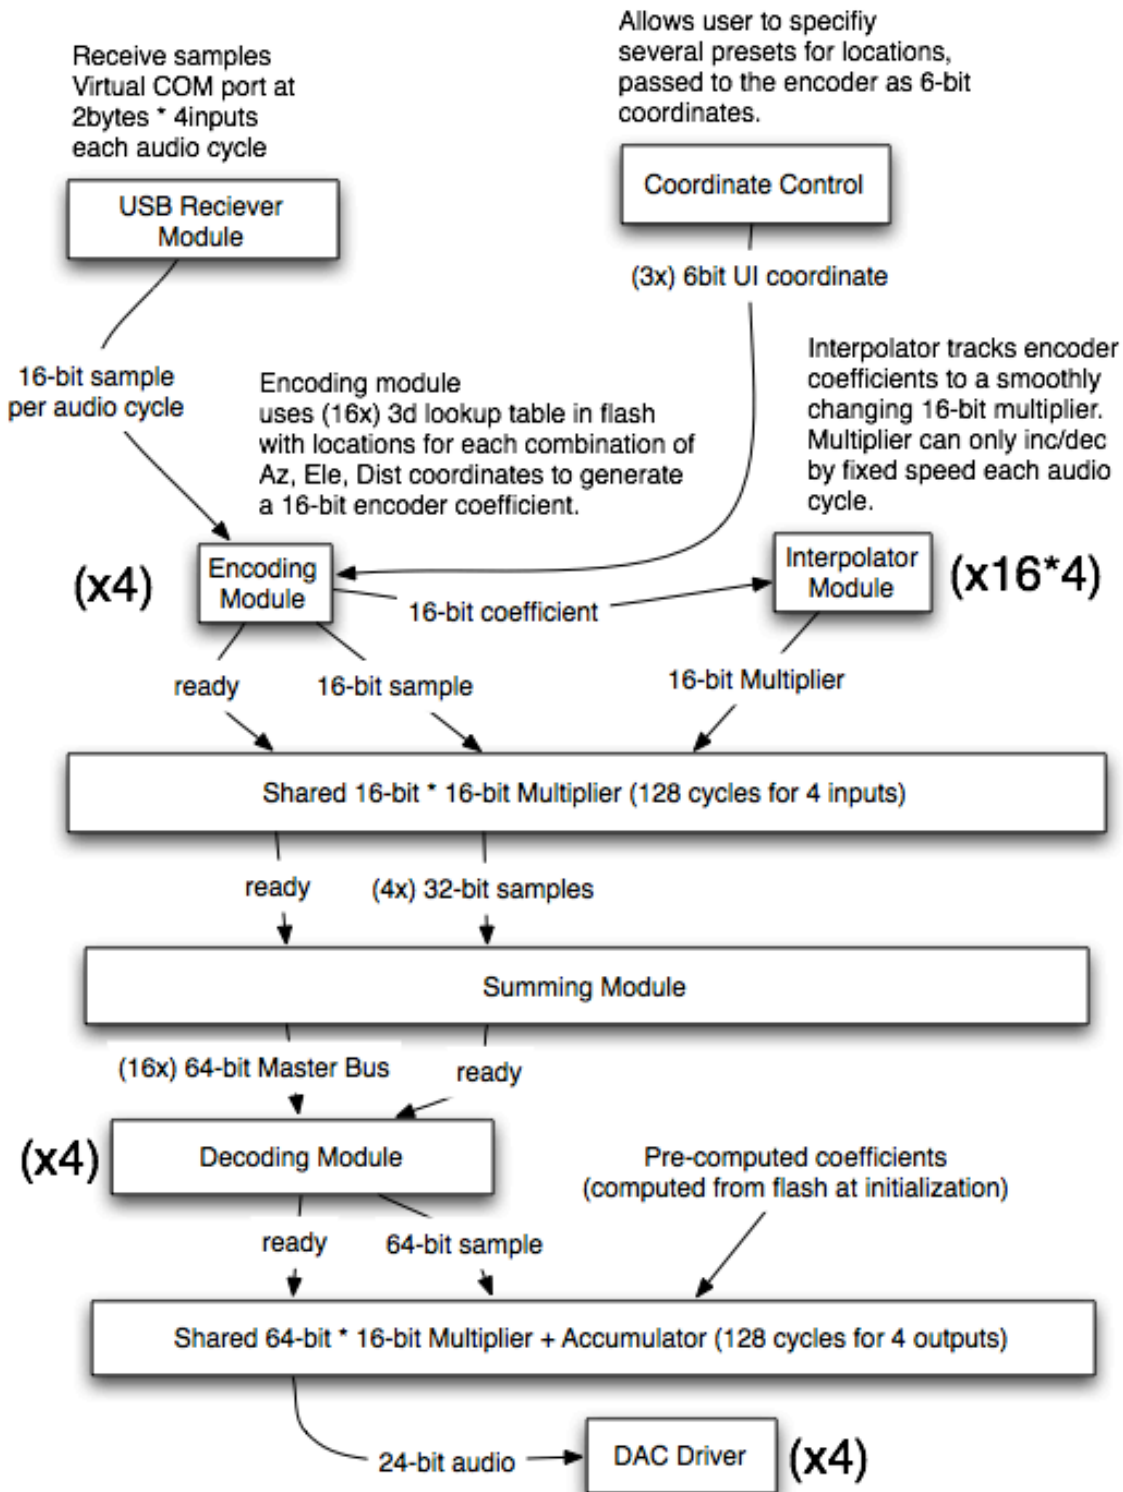 Allows user to specifiy
several presets for locations,
passed to the encoder as 6-bit
coordinates.
Receive samples
Virtual COM port at
2bytes * 4inputs
each audio cycle
Coordinate Control
USB Reciever
Module
(3x) 6bit UI coordinate
16-bit sample
per audio cycle
Encoding module
uses (16x) 3d lookup table in flash
with locations for each combination of
Az, Ele, Dist coordinates to generate
a 16-bit encoder coefficient.
Interpolator tracks encoder
coefficients to a smoothly
changing 16-bit multiplier.
Multiplier can only inc/dec
by fixed speed each audio
cycle.
(x4)
Encoding
Module
16-bit coefficient
Interpolator
Module
(x16*4)
ready
16-bit sample
16-bit Multiplier
Shared 16-bit * 16-bit Multiplier (128 cycles for 4 inputs)
ready
(4x) 32-bit samples
Summing Module
(16x) 64-bit Master Bus
ready
(x4)
Decoding Module
Pre-computed coefficients
(computed from flash at initialization)
ready
64-bit sample
Shared 64-bit * 16-bit Multiplier + Accumulator (128 cycles for 4 outputs)
24-bit audio
DAC Driver
(x4)